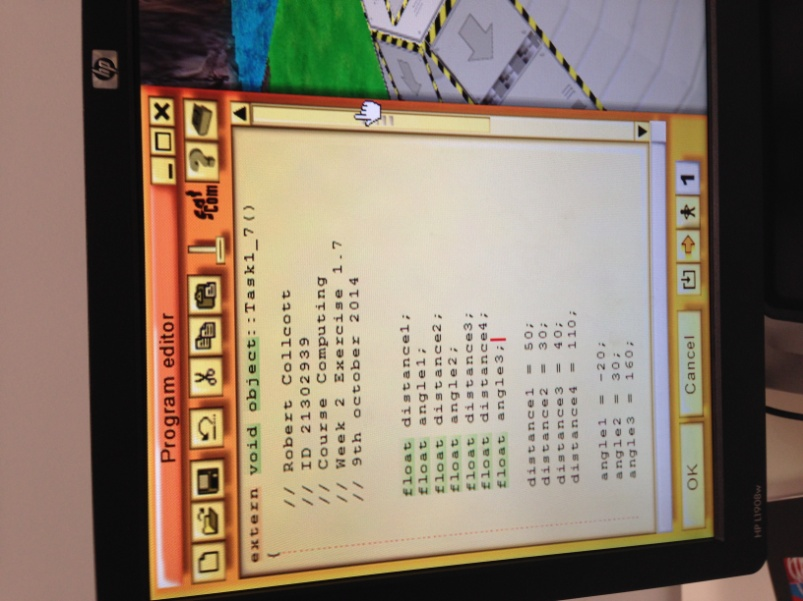 hp
Program editor
SatCom
extern void object::Task1_7()
{
// Robert Collcott
// ID 21302939
// Course Computing
// Week 2 Exercise 1.7
// 9th october 2014
float distance1;
float angle1;
float distance2;
float angle2;
float distance3;
float distance4;
float angle3;
distance1 = 50;
distance2 = 30;
distance3 = 40;
distance4 = 110;
angle1 = -20;
angle2 = 30;
angle3 = 160;
OK
Cancel
1
HP L1908w